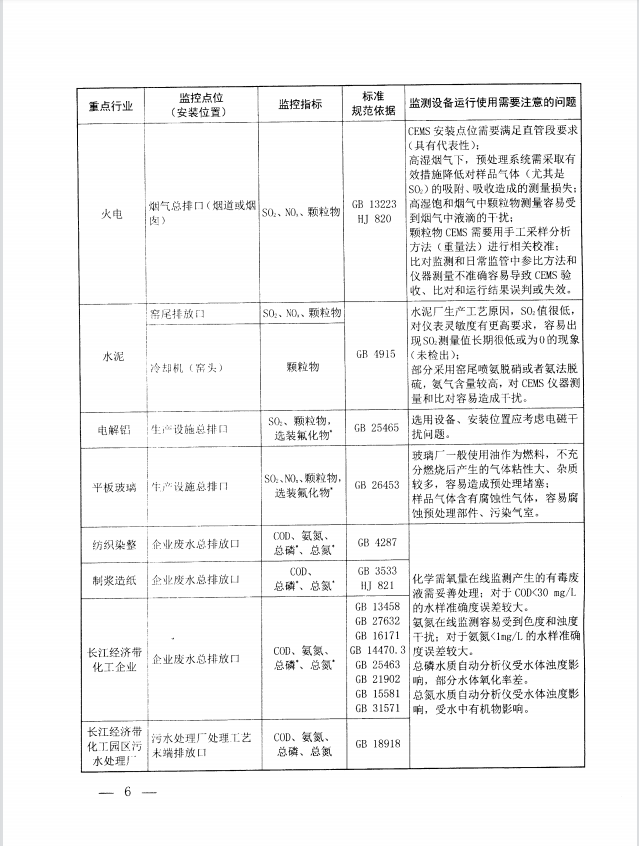 重点行业
监控点位
（安装位置）
监控指标
标准
规范依据
监测设备运行使用需要注意的问题
火电
烟气总排口（烟道或烟
囱）
SO₂、NOₓ、颗粒物
GB 13223
HJ 820
CEMS 安装点位需要满足直管段要求
（具有代表性）；
高湿烟气下，预处理系统需采取有
效措施降低对样品气体（尤其是
SO₂）的吸附、吸收造成的测量损失；
高湿饱和烟气中颗粒物测量容易受
到烟气中液滴的干扰；
颗粒物 CEMS 需要用手工采样分析
方法（重量法）进行相关校准；
比对监测和日常监管中参比方法和
仪器测量不准确容易导致 CEMS 验
收、比对和运行结果误判或失效。
水泥
窑尾排放口
SO₂、NOₓ、颗粒物
冷却机（窑头）
颗粒物
GB 4915
水泥厂生产工艺原因，SO₂值很低，
对仪表灵敏度有更高要求，容易出
现SO₂测量值长期很低或为0的现象
（未检出）；
部分采用窑尾喷氨脱硝或者氨法脱
硫，氨气含量较高，对 CEMS 仪器测
量和比对容易造成干扰。
电解铝
生产设施总排口
SO₂、颗粒物，
选装氟化物*
GB 25465
选用设备、安装位置应考虑电磁干
扰问题。
平板玻璃
生产设施总排口
SO₂、NOₓ、颗粒物，
选装氟化物*
GB 26453
玻璃厂一般使用油作为燃料，不充
分燃烧后产生的气体粘性大、杂质
较多，容易造成预处理堵塞；
样品气体含有腐蚀性气体，容易腐
蚀预处理部件、污染气室。
纺织染整
企业废水总排放口
COD、氨氮、
总磷*、总氮*
GB 4287
制浆造纸
企业废水总排放口
COD、
总磷*、总氮*
GB 3533
HJ 821
长江经济带
化工企业
企业废水总排放口
COD、氨氮、
总磷*、总氮*
GB 13458
GB 27632
GB 16171
GB 14470.3
GB 25463
GB 21902
GB 15581
GB 31571
长江经济带
化工园区污
水处理厂
污水处理厂处理工艺
末端排放口
COD、氨氮、
总磷、总氮
GB 18918
化学需氧量在线监测产生的有毒废
液需妥善处理；对于 COD<30 mg/L
的水样准确度误差较大。
氨氮在线监测容易受到色度和浊度
干扰；对于氨氮<1mg/L 的水样准确
度误差较大。
总磷水质自动分析仪受水体浊度影
响，部分水体氧化率差。
总氮水质自动分析仪受水体浊度影
响，受水中有机物影响。
— 6 —